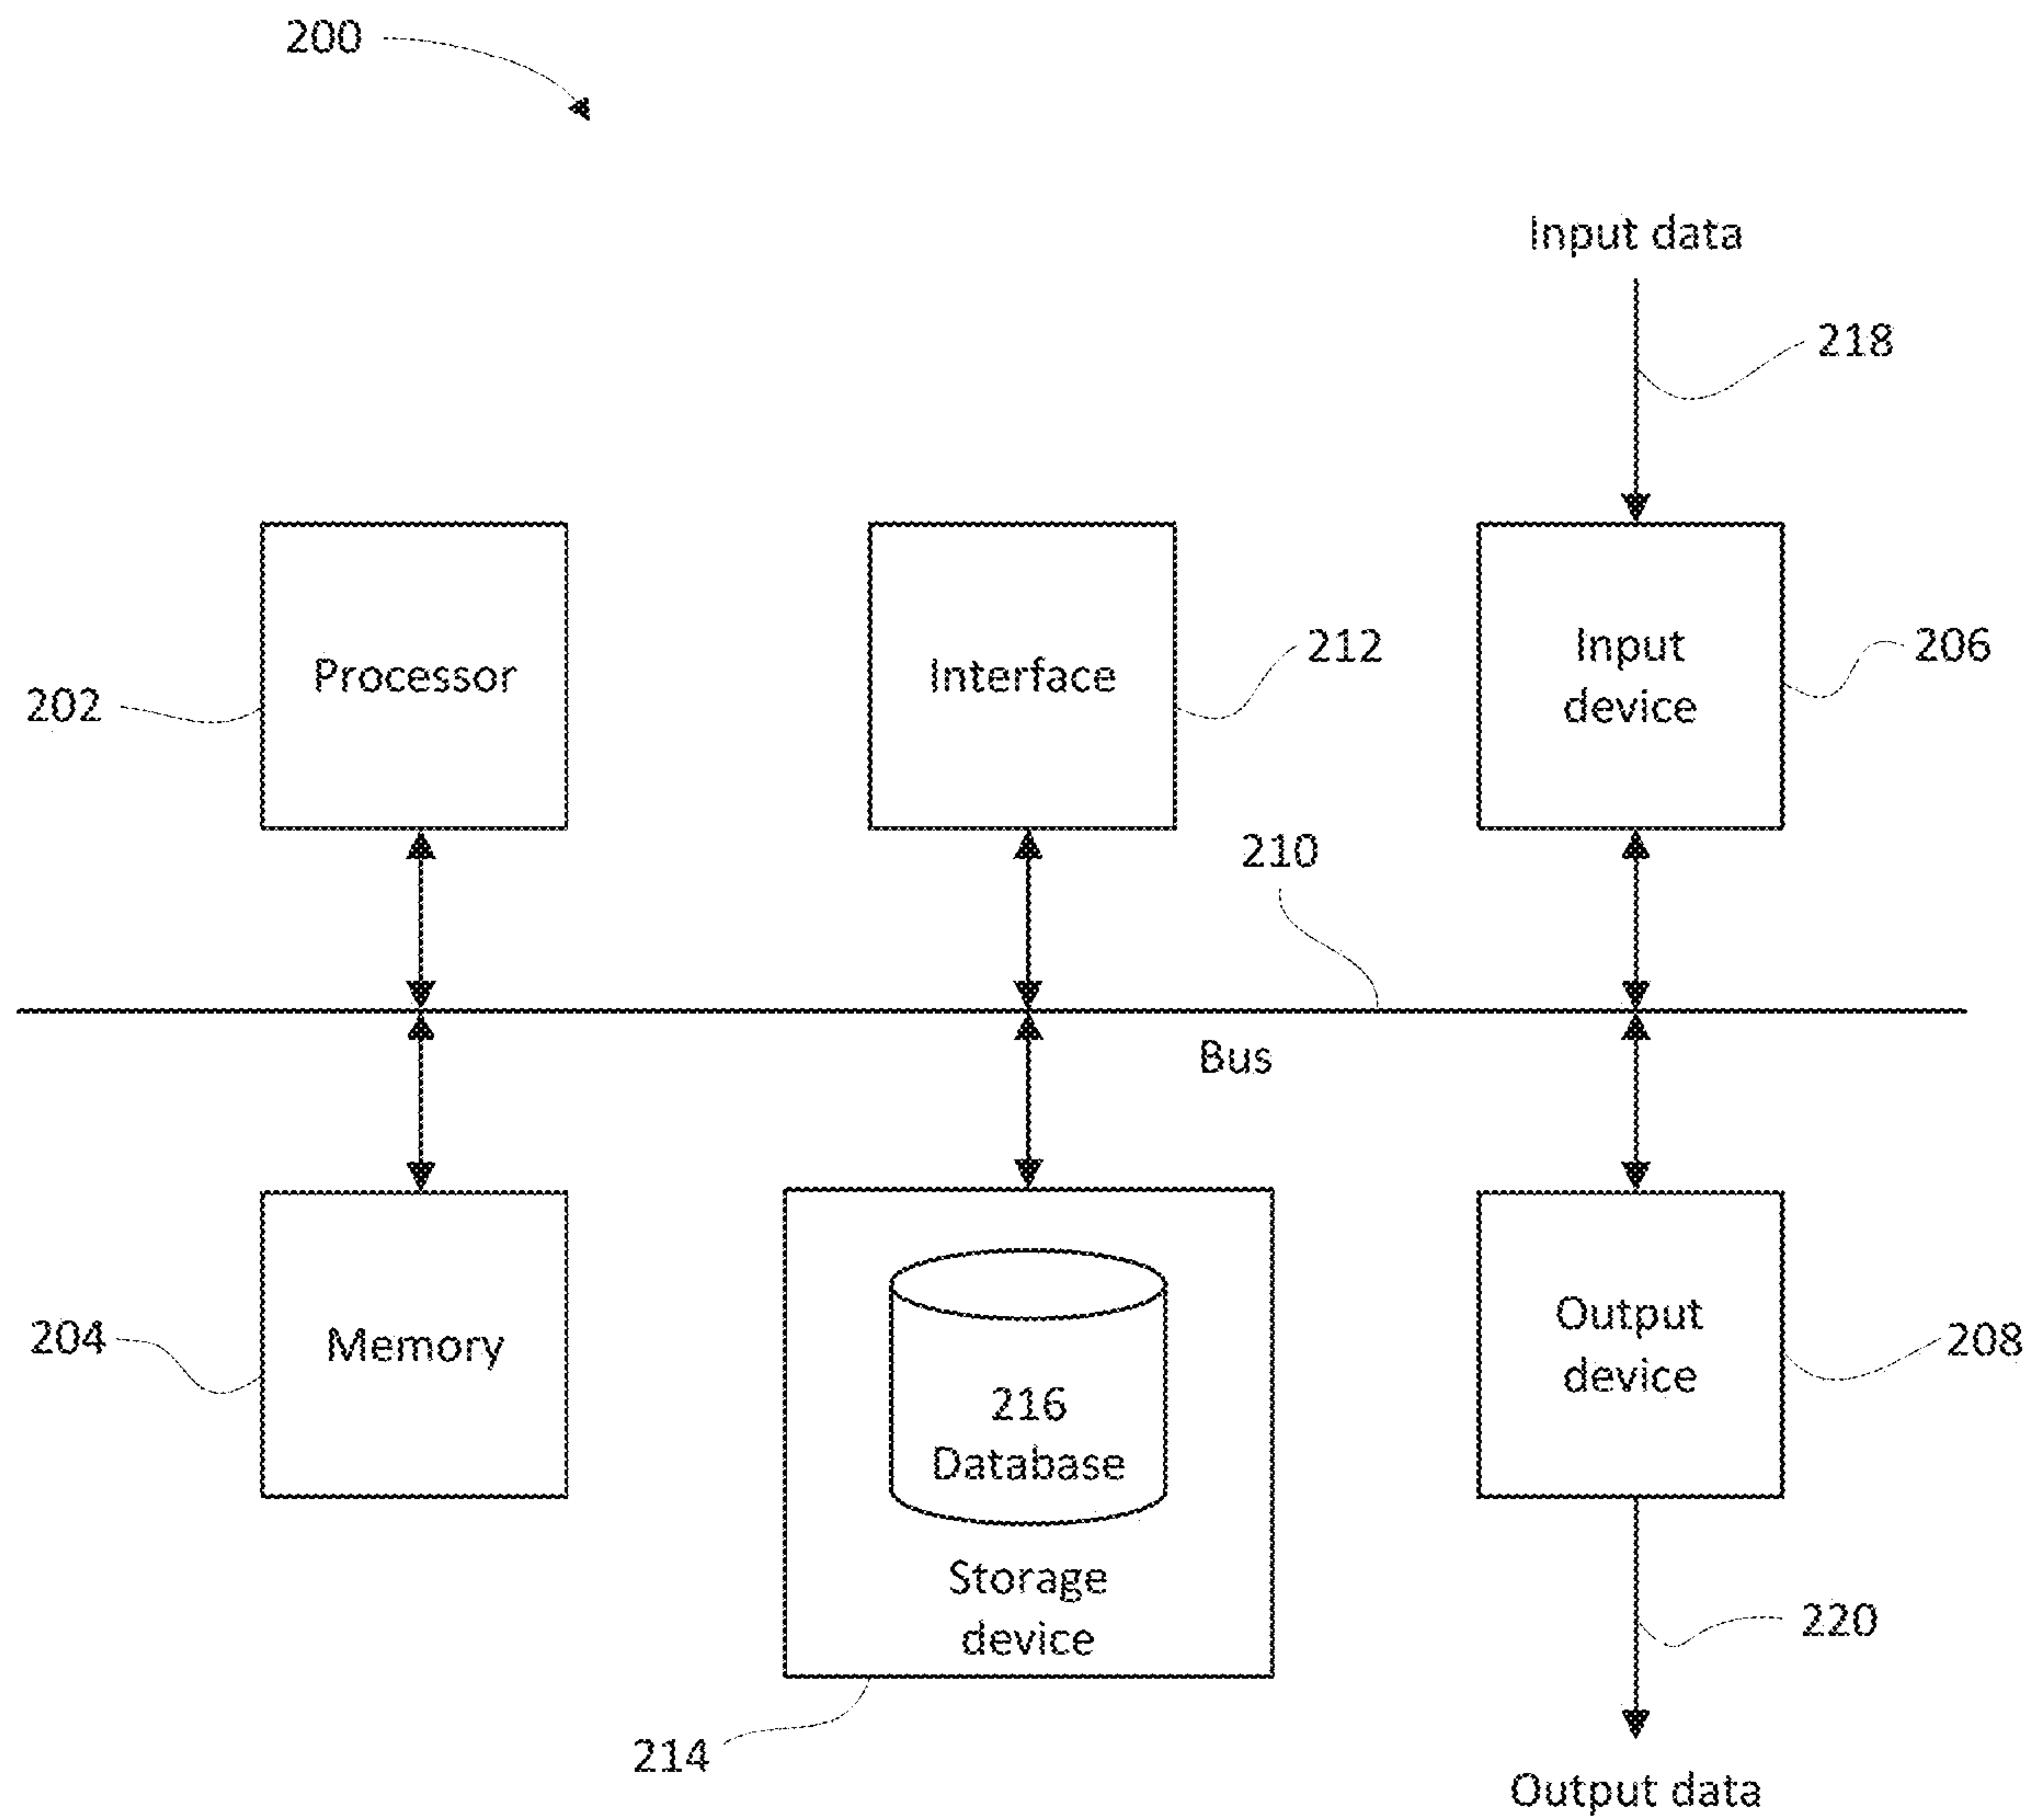 200
Input data
218
Processor
Interface
Input
device
202
212
206
210
Bus
204
Memory
216
Database
Storage
device
Output
device
208
214
220
Output data